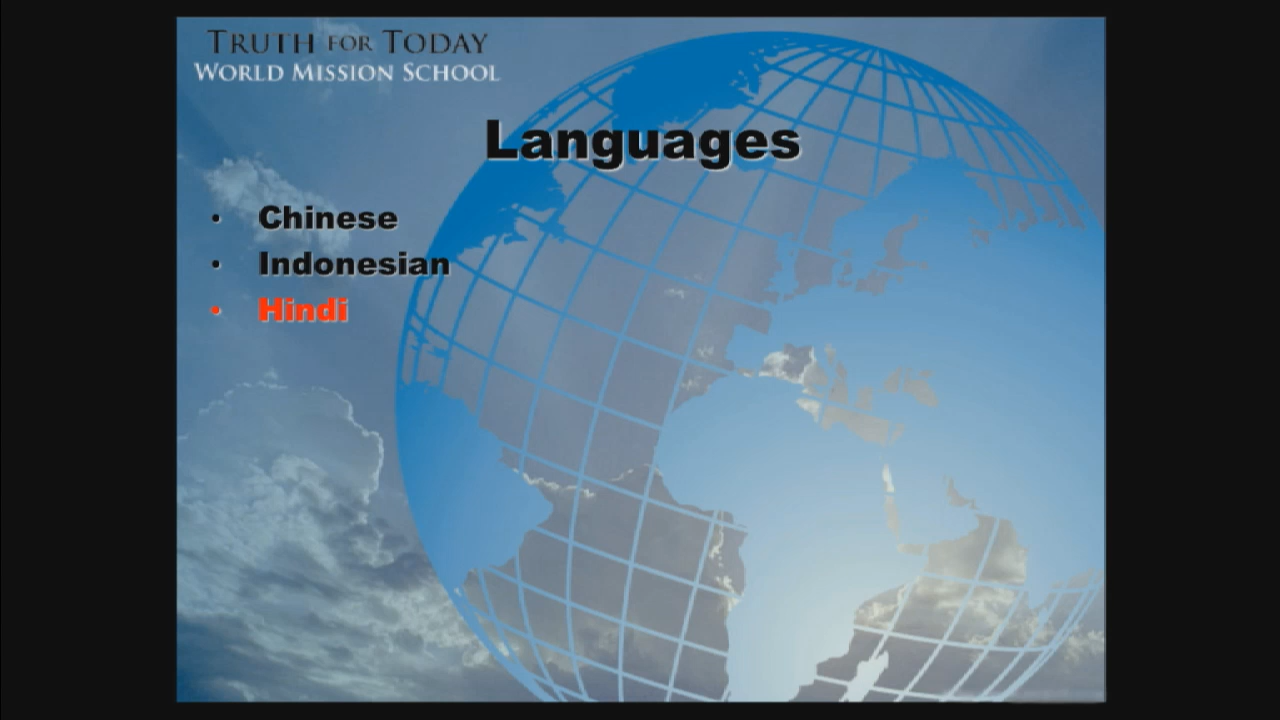 TRUTH FOR TODAY
WORLD MISSION SCHOOL
Languages
• Chinese
• Indonesian
• Hindi